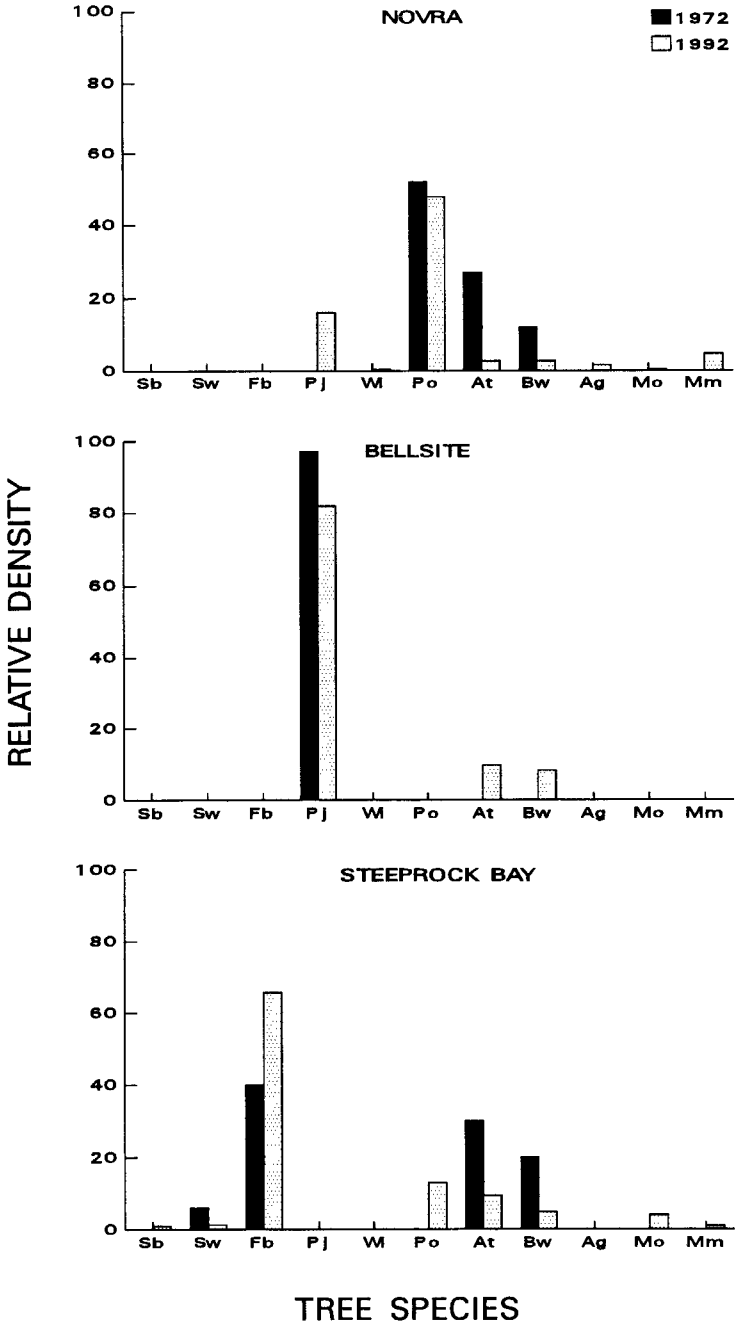 NOVRA
1972
1992
100
80
60
40
20
0
Sb Sw Fb Pj Wl Po At Bw Ag Mo Mm
RELATIVE DENSITY
BELLSITE
100
80
60
40
20
0
Sb Sw Fb Pj Wl Po At Bw Ag Mo Mm
STEEPROCK BAY
100
80
60
40
20
0
Sb Sw Fb Pj Wl Po At Bw Ag Mo Mm
TREE SPECIES